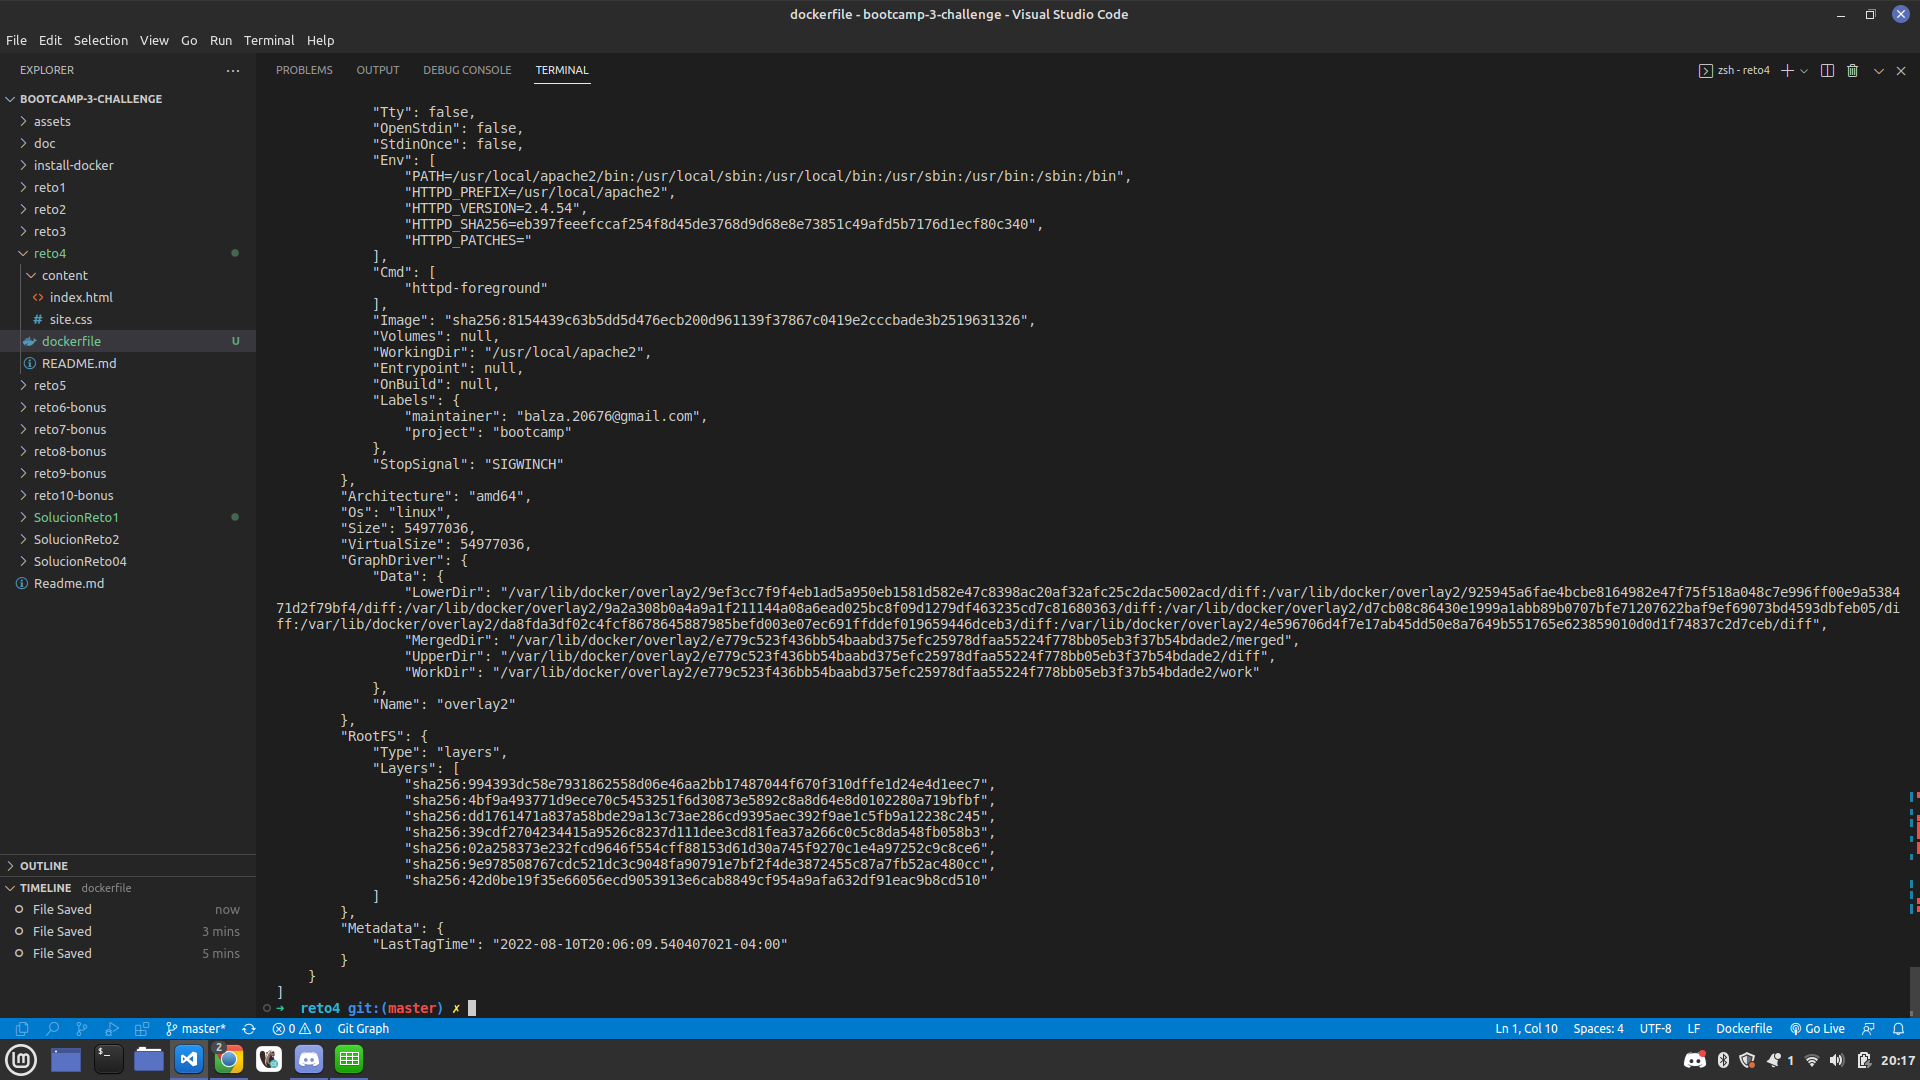 dockerfile - bootcamp-3-challenge - Visual Studio Code
File Edit Selection View Go Run Terminal Help
EXPLORER
BOOTCAMP-3-CHALLENGE
assets
doc
install-docker
reto1
reto2
reto3
reto4
content
index.html
site.css
dockerfile U
README.md
reto5
reto6-bonus
reto7-bonus
reto8-bonus
reto9-bonus
reto10-bonus
SolucionReto1
SolucionReto2
SolucionReto04
Readme.md
OUTLINE
TIMELINE dockerfile
File Saved now
File Saved 3 mins
File Saved 5 mins
PROBLEMS OUTPUT DEBUG CONSOLE TERMINAL
zsh - reto4
"Tty": false,
"OpenStdin": false,
"StdinOnce": false,
"Env": [
"PATH=/usr/local/apache2/bin:/usr/local/sbin:/usr/local/bin:/usr/sbin:/usr/bin:/sbin:/bin",
"HTTPD_PREFIX=/usr/local/apache2",
"HTTPD_VERSION=2.4.54",
"HTTPD_SHA256=eb397feeefccaf254f8d45de3768d9d68e8e73851c49afd5b7176d1ecf80c340",
"HTTPD_PATCHES="
],
"Cmd": [
"httpd-foreground"
],
"Image": "sha256:8154439c63b5dd5d476ecb200d961139f37867c0419e2cccbade3b2519631326",
"Volumes": null,
"WorkingDir": "/usr/local/apache2",
"Entrypoint": null,
"OnBuild": null,
"Labels": {
"maintainer": "balza.20676@gmail.com",
"project": "bootcamp"
},
"StopSignal": "SIGWINCH"
},
"Architecture": "amd64",
"Os": "linux",
"Size": 54977036,
"VirtualSize": 54977036,
"GraphDriver": {
"Data": {
"LowerDir": "/var/lib/docker/overlay2/9ef3cc7f9f4eb1ad5a950eb1581d582e47c8398ac20af32afc25c2dac5002acd/diff:/var/lib/docker/overlay2/925945a6fae4bcbe8164982e47f75f518a048c7e996ff00e9a5384
71d2f79bf4/diff:/var/lib/docker/overlay2/9a2a308b0a4a9a1f211144a08a6ead025bc8f09d1279df463235cd7c81680363/diff:/var/lib/docker/overlay2/d7cb08c86430e1999a1abb89b0707bfe71207622baf9ef69073bd4593dbfeb05/di
ff:/var/lib/docker/overlay2/da8fda3df02c4fcf8678645887985befd003e07ec691ffddef019659446dceb3/diff:/var/lib/docker/overlay2/4e596706d4f7e17ab45dd50e8a7649b551765e623859010d0d1f74837c2d7ceb/diff",
"MergedDir": "/var/lib/docker/overlay2/e779c523f436bb54baabd375efc25978dfaa55224f778bb05eb3f37b54bdade2/merged",
"UpperDir": "/var/lib/docker/overlay2/e779c523f436bb54baabd375efc25978dfaa55224f778bb05eb3f37b54bdade2/diff",
"WorkDir": "/var/lib/docker/overlay2/e779c523f436bb54baabd375efc25978dfaa55224f778bb05eb3f37b54bdade2/work"
},
"Name": "overlay2"
},
"RootFS": {
"Type": "layers",
"Layers": [
"sha256:994393dc58e7931862558d06e46aa2bb17487044f670f310dffe1d24e4d1eec7",
"sha256:4bf9a493771d9ece70c5453251f6d30873e5892c8a8d64e8d0102280a719bfbf",
"sha256:dd1761471a837a58bde29a13c73ae286cd9395aec392f9ae1c5fb9a12238c245",
"sha256:39cdf2704234415a9526c8237d111dee3cd81fea37a266c0c5c8da548fb058b3",
"sha256:02a258373e232fcd9646f554cff88153d61d30a745f9270c1e4a97252c9c8ce6",
"sha256:9e978508767cdc521dc3c9048fa90791e7bf2f4de3872455c87a7fb52ac480cc",
"sha256:42d0be19f35e66056ecd9053913e6cab8849cf954a9afa632df91eac9b8cd510"
]
},
"Metadata": {
"LastTagTime": "2022-08-10T20:06:09.540407021-04:00"
}
}
]
➜ reto4 git:(master) ✗
master* 0 0 Git Graph Ln 1, Col 10 Spaces: 4 UTF-8 LF Dockerfile Go Live
2
1 20:17